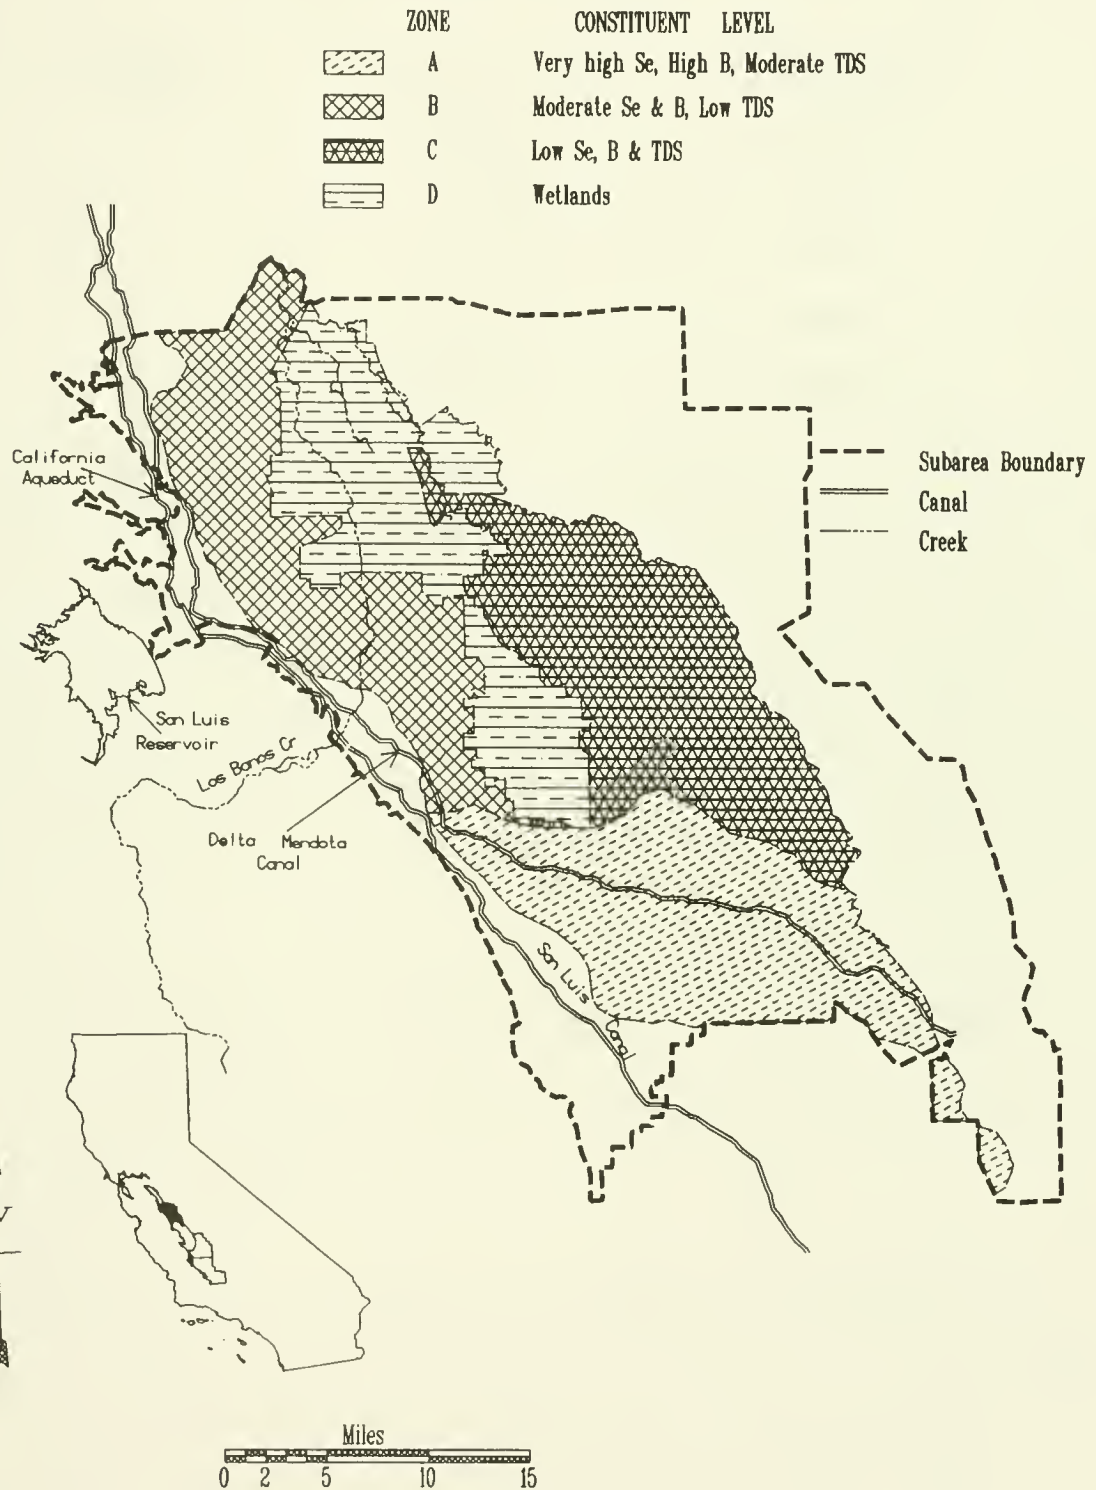 ZONE CONSTITUENT LEVEL
A Very high Se, High B, Moderate TDS
B Moderate Se & B, Low TDS
C Low Se, B & TDS
D Wetlands
California
Aqueduct
Subarea Boundary
Canal
Creek
San Luis
Reservoir
Los Banos Cr
Delta Mendota
Canal
San Luis Canal
Miles
0 2 5 10 15